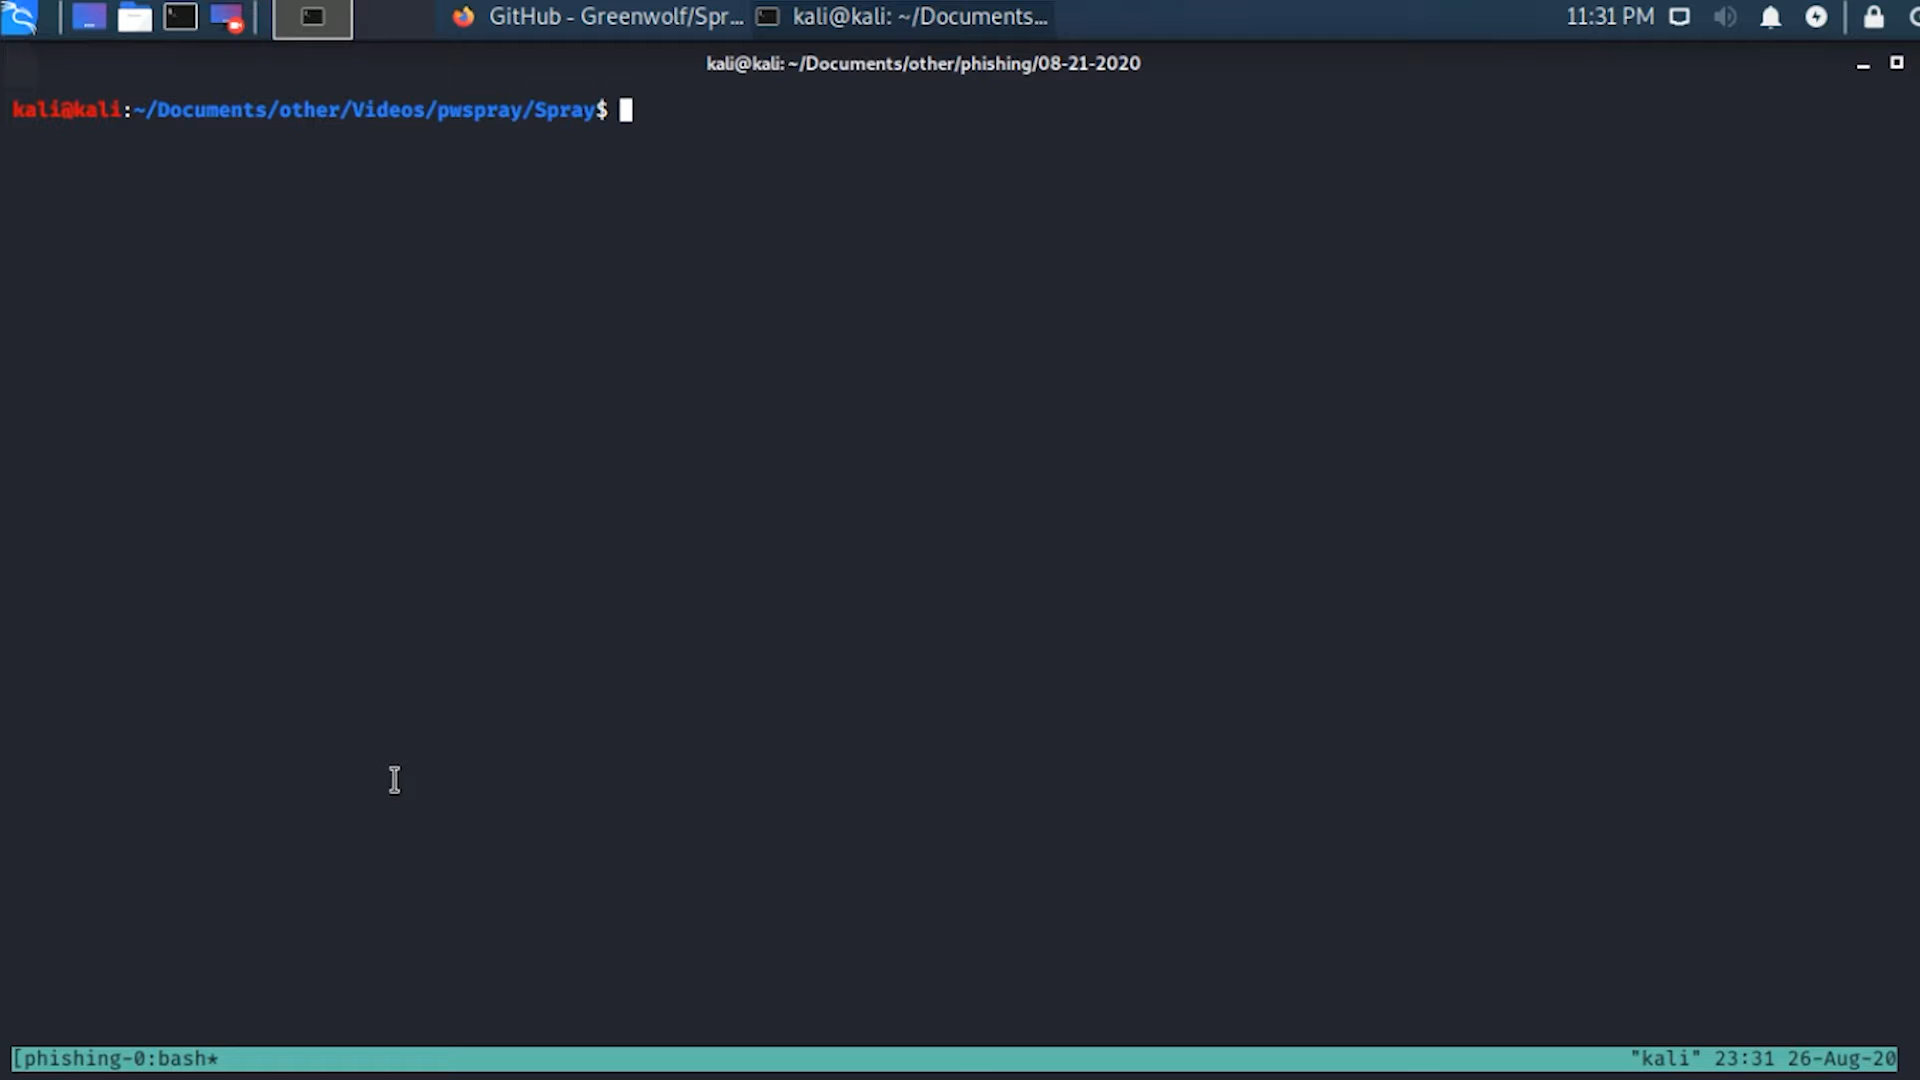 GitHub - Greenwolf/Spr... kali@kali: ~/Documents... 11:31 PM
kali@kali: ~/Documents/other/phishing/08-21-2020
kali@kali:~/Documents/other/Videos/pwspray/Spray$
[phishing-0:bash* "kali" 23:31 26-Aug-20